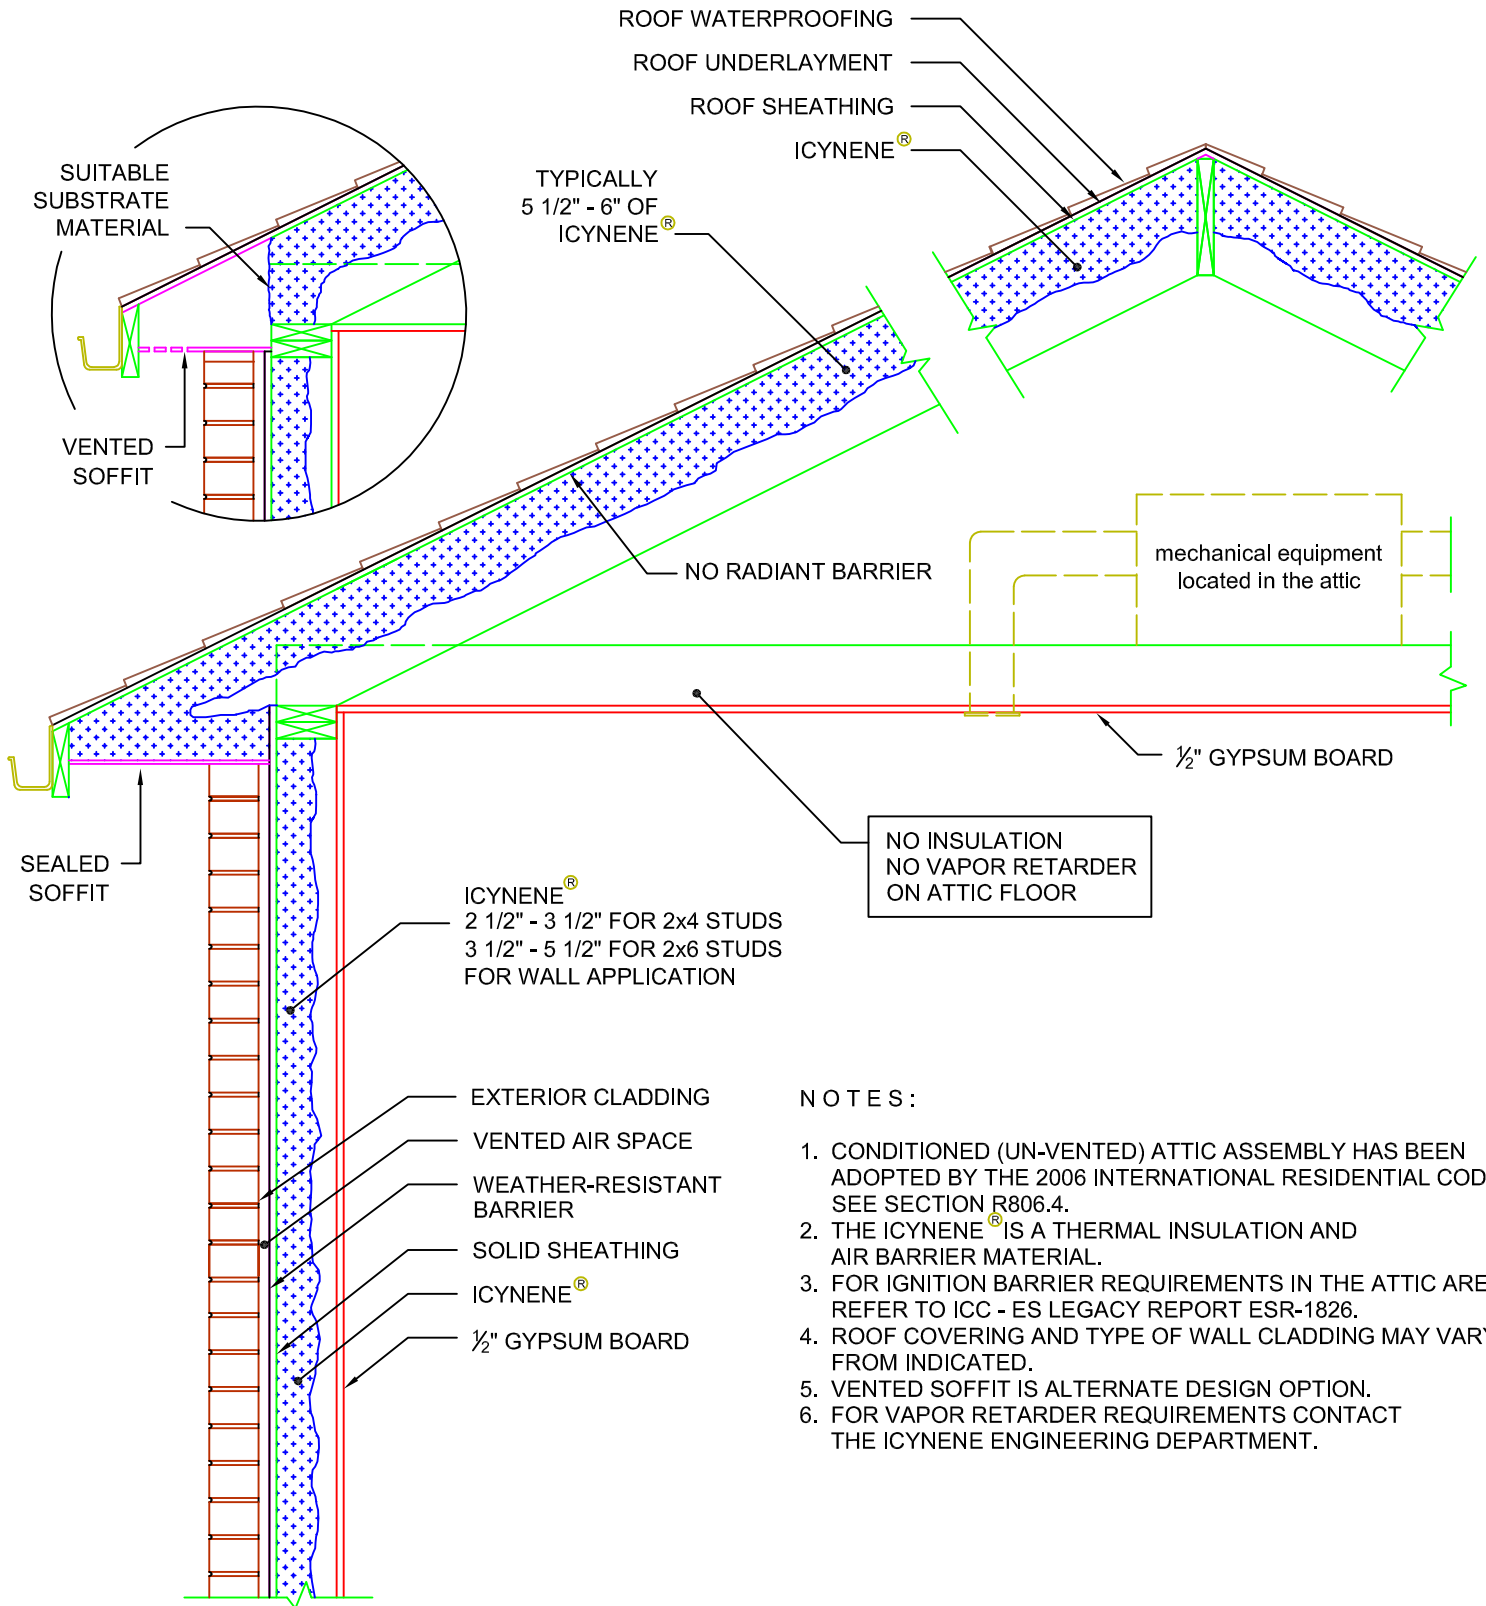 ROOF WATERPROOFING
ROOF UNDERLAYMENT
ROOF SHEATHING
ICYNENE®
SUITABLE
SUBSTRATE
MATERIAL
TYPICALLY
5 1/2" - 6" OF
ICYNENE®
VENTED
SOFFIT
NO RADIANT BARRIER
mechanical equipment
located in the attic
½" GYPSUM BOARD
SEALED
SOFFIT
NO INSULATION
NO VAPOR RETARDER
ON ATTIC FLOOR
ICYNENE®
2 1/2" - 3 1/2" FOR 2x4 STUDS
3 1/2" - 5 1/2" FOR 2x6 STUDS
FOR WALL APPLICATION
EXTERIOR CLADDING
VENTED AIR SPACE
WEATHER-RESISTANT
BARRIER
SOLID SHEATHING
ICYNENE®
½" GYPSUM BOARD
NOTES:
1. CONDITIONED (UN-VENTED) ATTIC ASSEMBLY HAS BEEN
ADOPTED BY THE 2006 INTERNATIONAL RESIDENTIAL COD
SEE SECTION R806.4.
2. THE ICYNENE® IS A THERMAL INSULATION AND
AIR BARRIER MATERIAL.
3. FOR IGNITION BARRIER REQUIREMENTS IN THE ATTIC ARE
REFER TO ICC - ES LEGACY REPORT ESR-1826.
4. ROOF COVERING AND TYPE OF WALL CLADDING MAY VARY
FROM INDICATED.
5. VENTED SOFFIT IS ALTERNATE DESIGN OPTION.
6. FOR VAPOR RETARDER REQUIREMENTS CONTACT
THE ICYNENE ENGINEERING DEPARTMENT.